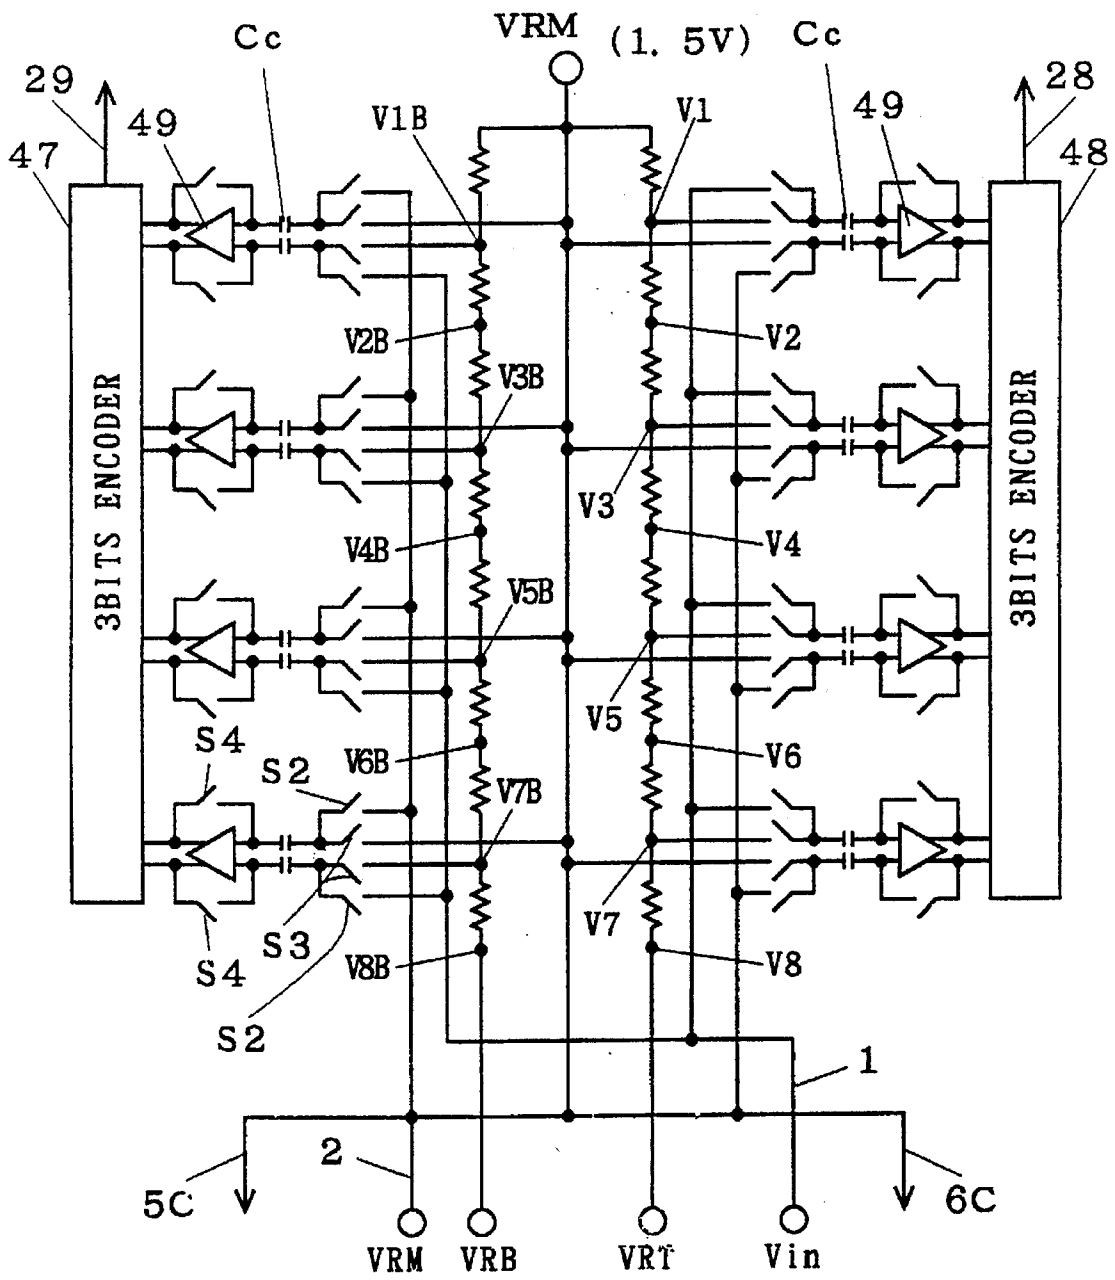 VRM
(1. 5V)
Cc
Cc
29
28
49
49
47
48
V1B
V1
V2B
V2
V3B
V3
3BITS ENCODER
3BITS ENCODER
V4B
V4
V5B
V5
S4
V6B
V6
S2
V7B
V7
S3
S4
V8B
V8
S2
1
2
5C
6C
VRM
VRB
VRT
Vin